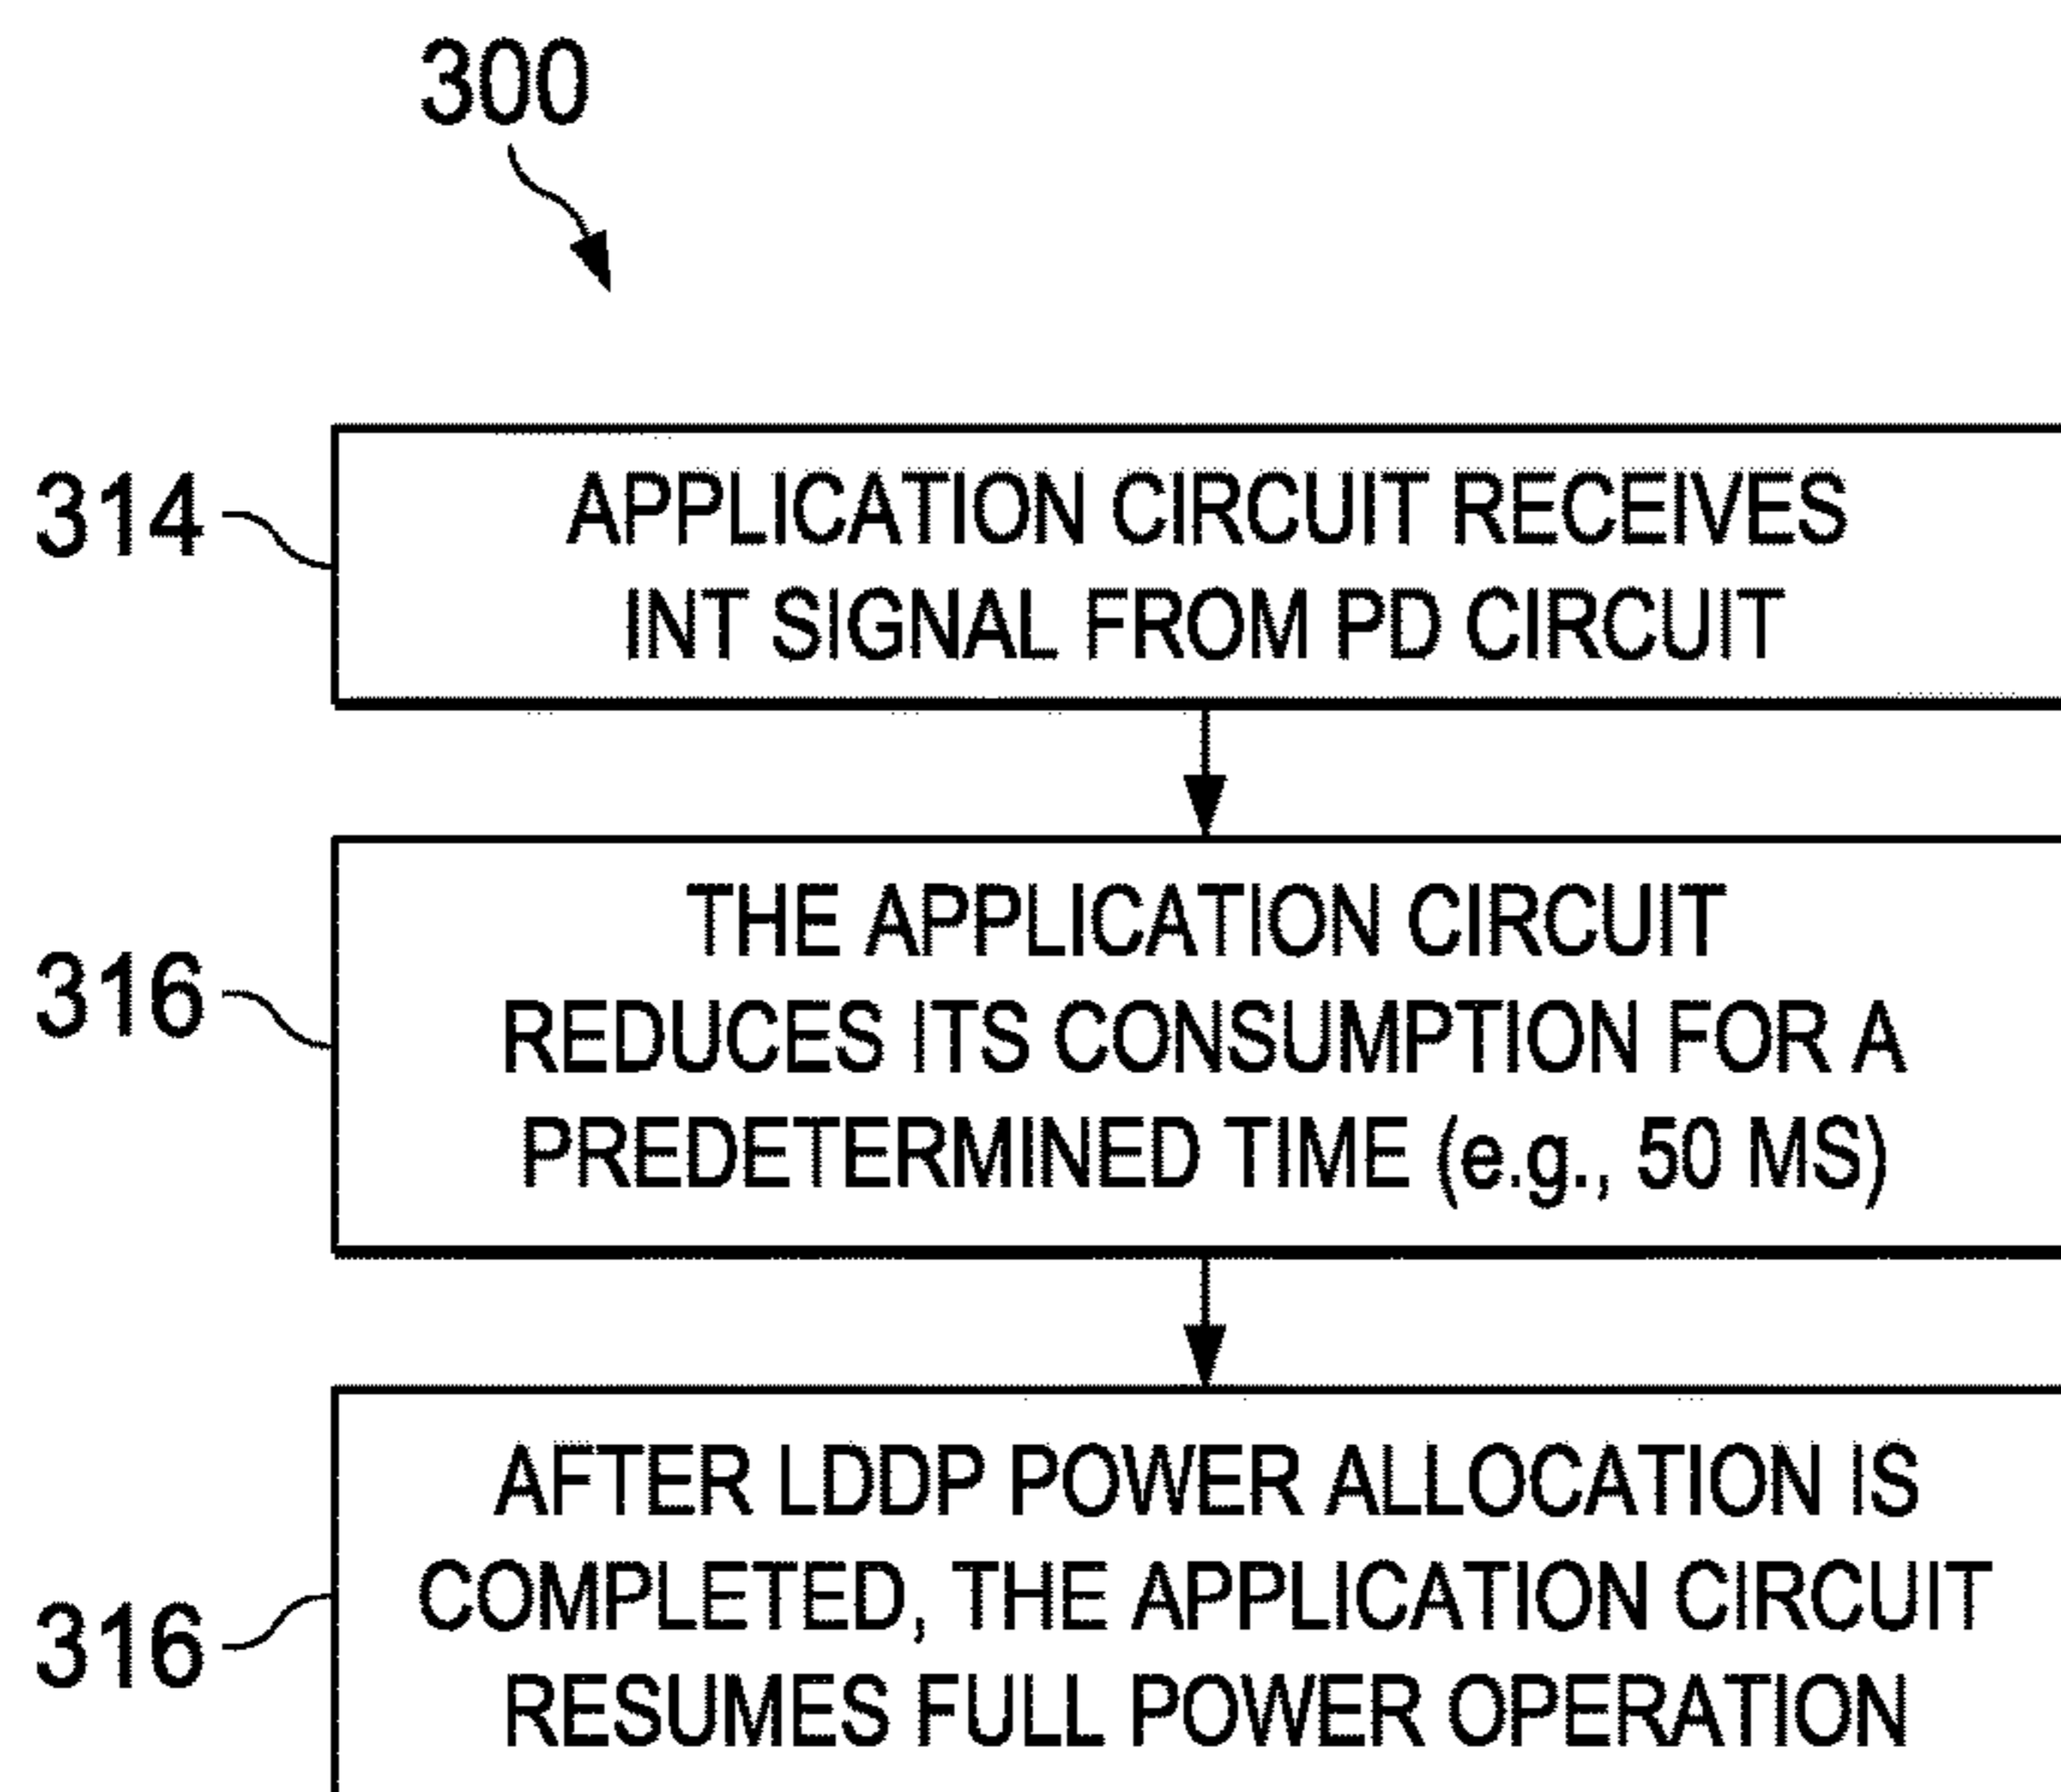 300
314
APPLICATION CIRCUIT RECEIVES
INT SIGNAL FROM PD CIRCUIT
316
THE APPLICATION CIRCUIT
REDUCES ITS CONSUMPTION FOR A
PREDETERMINED TIME (e.g., 50 MS)
316
AFTER LDDP POWER ALLOCATION IS
COMPLETED, THE APPLICATION CIRCUIT
RESUMES FULL POWER OPERATION